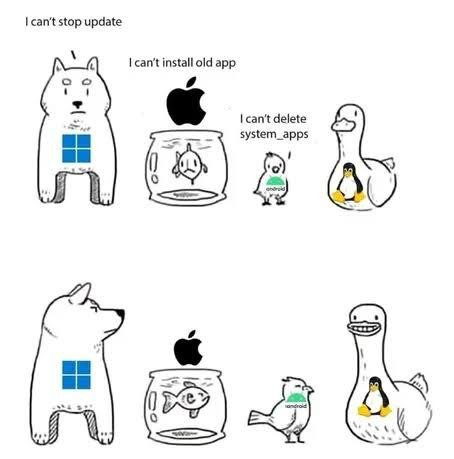 I can't stop update
I can't install old app
I can't delete
system_apps
android
android